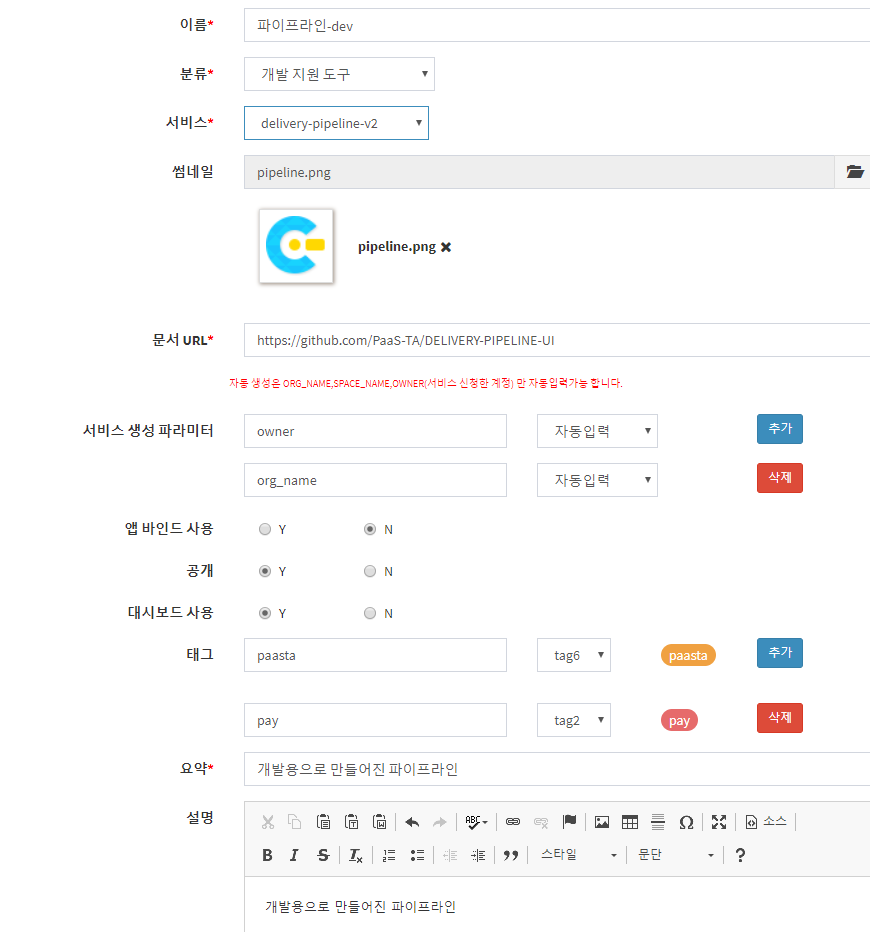 이름* 파이프라인-dev
분류* 개발 지원 도구
서비스* delivery-pipeline-v2
썸네일 pipeline.png
pipeline.png
문서 URL* https://github.com/PaaS-TA/DELIVERY-PIPELINE-UI
자동 생성은 ORG_NAME,SPACE_NAME,OWNER(서비스 신청한 계정) 만 자동입력가능 합니다.
서비스 생성 파라미터 owner 자동입력 추가
org_name 자동입력 삭제
앱 바인드 사용 Y N
공개 Y N
대시보드 사용 Y N
태그 paasta tag6 paasta 추가
pay tag2 pay 삭제
요약* 개발용으로 만들어진 파이프라인
설명 ABC Ω 소스
B I S Tx 스타일 문단 ?
개발용으로 만들어진 파이프라인